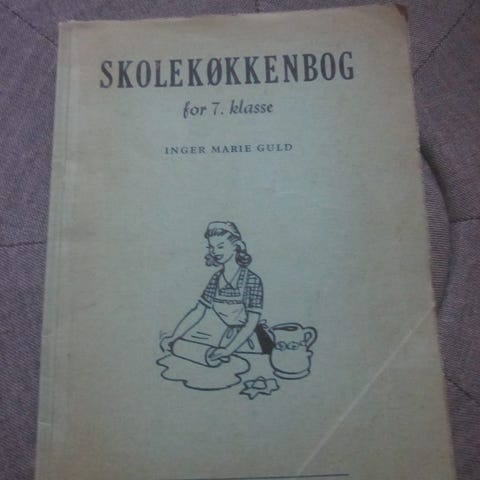 SKOLEKØKKENBOG
for 7. klasse
INGER MARIE GULD